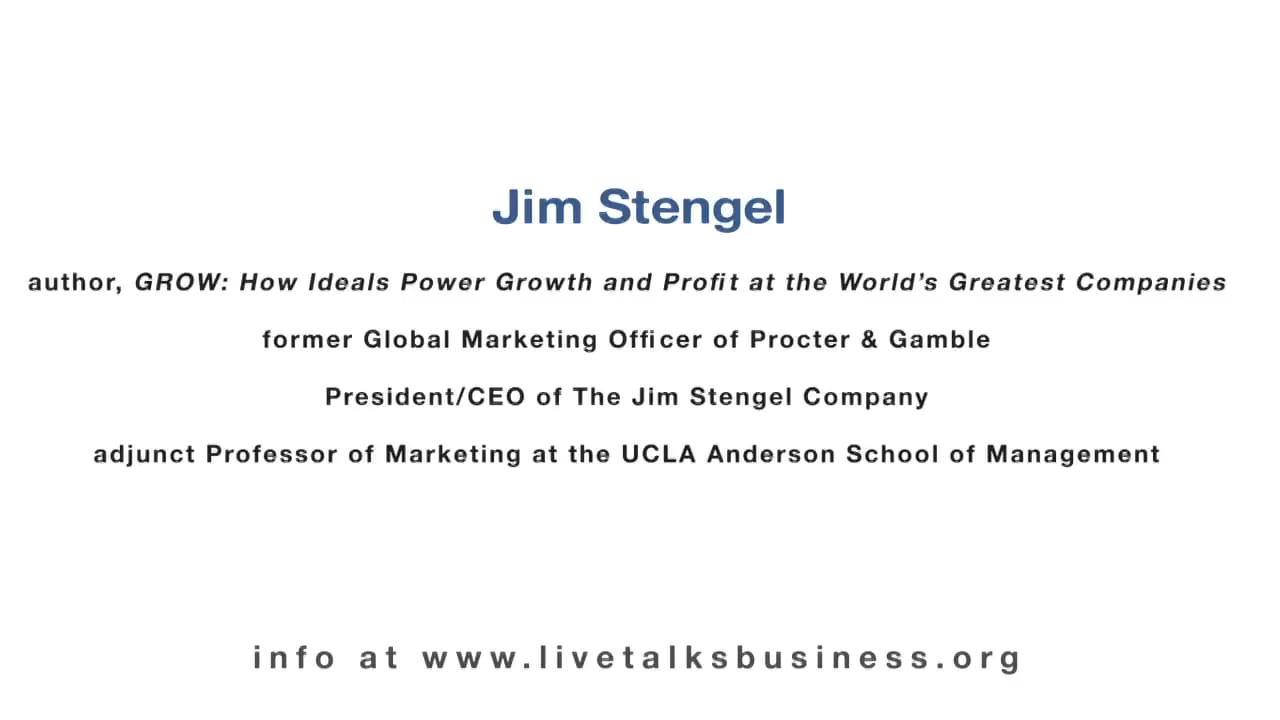 Jim Stengel
author, GROW: How Ideals Power Growth and Profit at the World’s Greatest Companies
former Global Marketing Officer of Procter & Gamble
President/CEO of The Jim Stengel Company
adjunct Professor of Marketing at the UCLA Anderson School of Management
info at www.livetalksbusiness.org